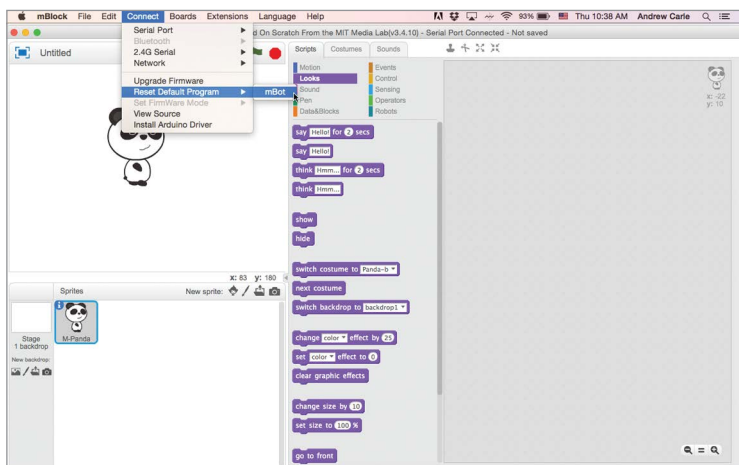 mBlock File Edit Connect Boards Extensions Language Help 93% Thu 10:38 AM Andrew Carle
d On Scratch From the MIT Media Lab(v3.4.10) - Serial Port Connected - Not saved
Serial Port
Bluetooth
2.4G Serial
Network
Upgrade Firmware
Reset Default Program
mBot
Set FirmWare Mode
View Source
Install Arduino Driver
Untitled
x: 83 y: 180
Sprites New sprite:
Stage
1 backdrop
New backdrop:
M-Panda
Scripts Costumes Sounds
Motion Events
Looks Control
Sound Sensing
Pen Operators
Data&Blocks Robots
say Hello! for 2 secs
say Hello!
think Hmm... for 2 secs
think Hmm...
show
hide
switch costume to Panda-b
next costume
switch backdrop to backdrop1
change color effect by 25
set color effect to 0
clear graphic effects
change size by 10
set size to 100 %
go to front
x: -22
y: 10